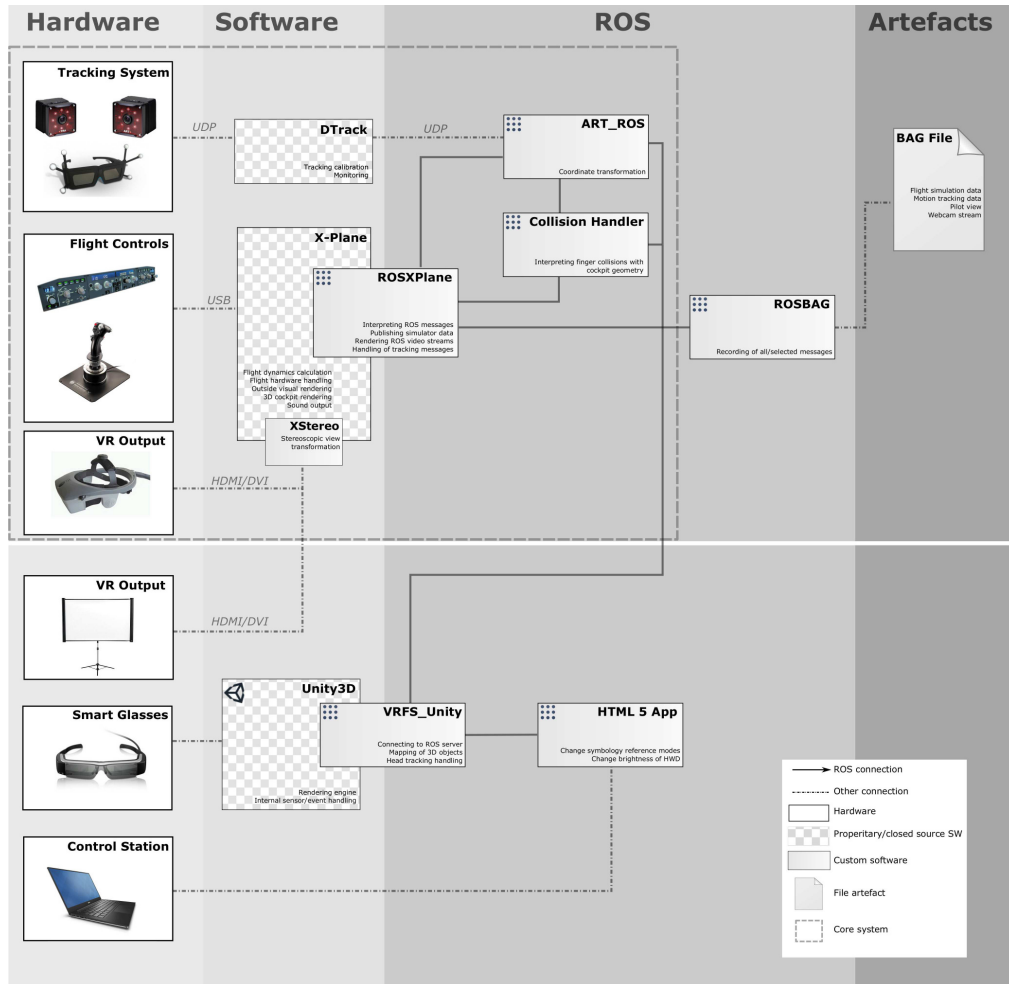 Hardware
Software
ROS
Artefacts
Tracking System
UDP
DTrack
Tracking calibration
Monitoring
UDP
ART_ROS
Coordinate transformation
BAG File
Flight simulation data
Motion tracking data
Pilot view
Webcam stream
Flight Controls
USB
X-Plane
Flight dynamics calculation
Flight hardware handling
Outside visual rendering
3D cockpit rendering
Sound output
ROSXPlane
Interpreting ROS messages
Publishing simulator data
Rendering ROS video streams
Handling of tracking messages
Collision Handler
Interpreting finger collisions with
cockpit geometry
ROSBAG
Recording of all/selected messages
XStereo
Stereoscopic view
transformation
VR Output
HDMI/DVI
VR Output
HDMI/DVI
Smart Glasses
Unity3D
Rendering engine
Internal sensor/event handling
VRFS_Unity
Connecting to ROS server
Mapping of 3D objects
Head tracking handling
HTML 5 App
Change symbology reference modes
Change brightness of HWD
Control Station
ROS connection
Other connection
Hardware
Properitary/closed source SW
Custom software
File artefact
Core system